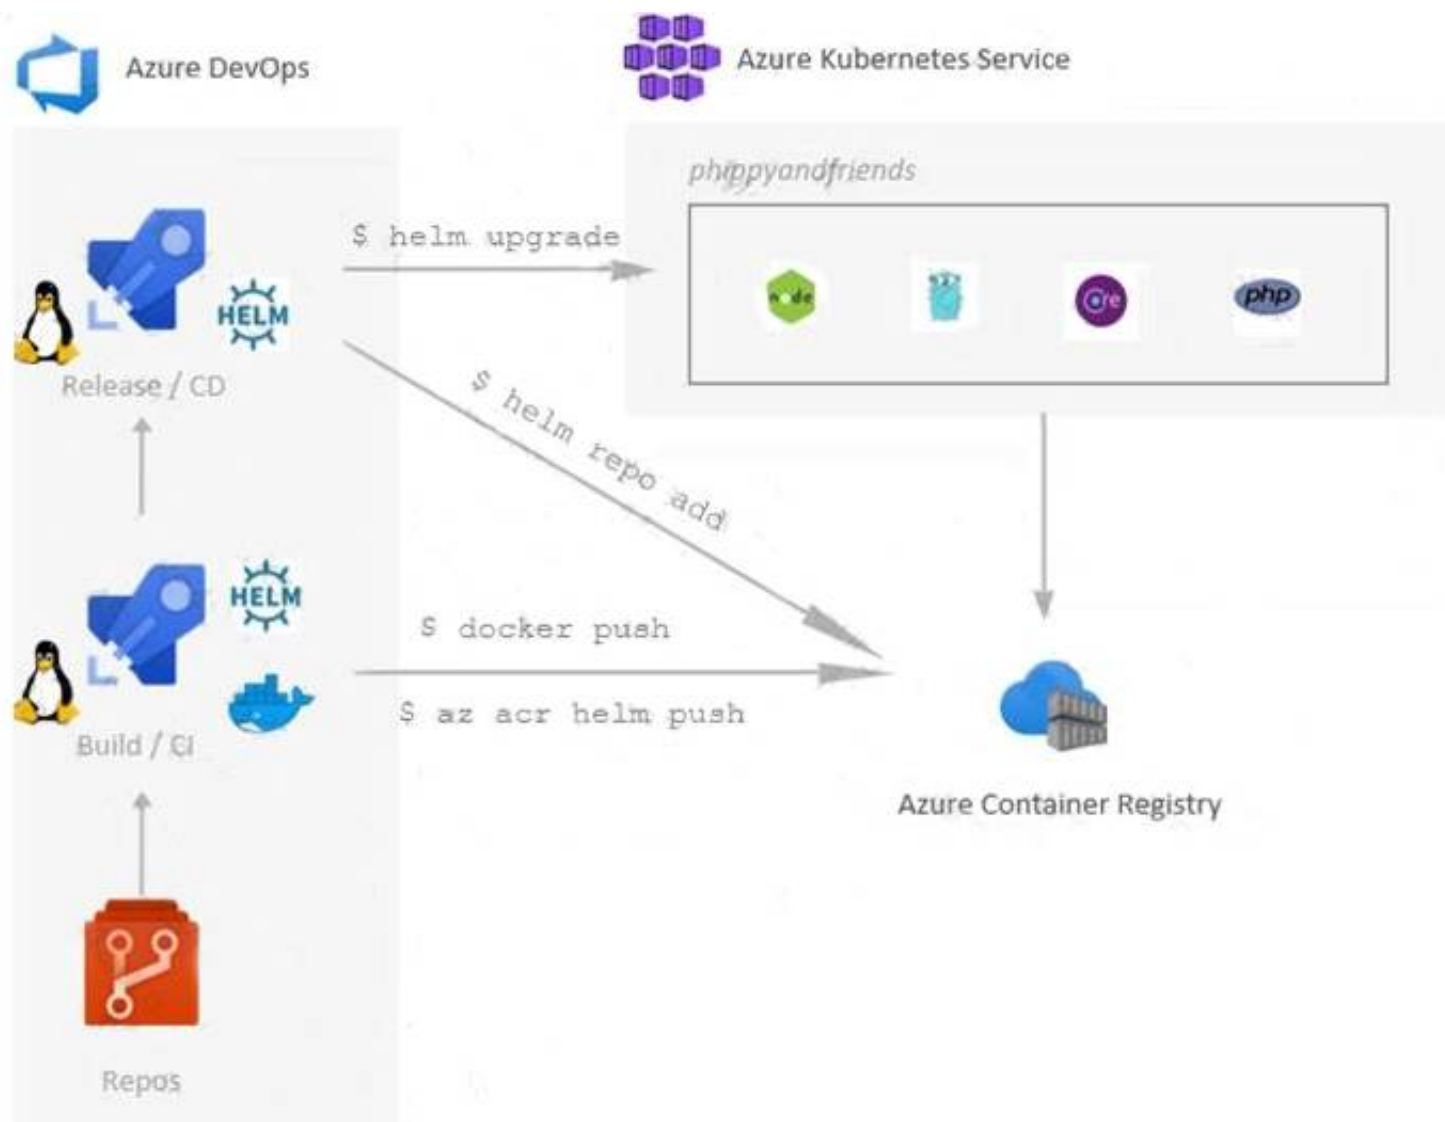 Azure DevOps
Azure Kubernetes Service
phippyandfriends
$ helm upgrade
node
Core
php
HELM
Release / CD
$ helm repo add
HELM
$ docker push
$ az acr helm push
Build / CI
Azure Container Registry
Repos